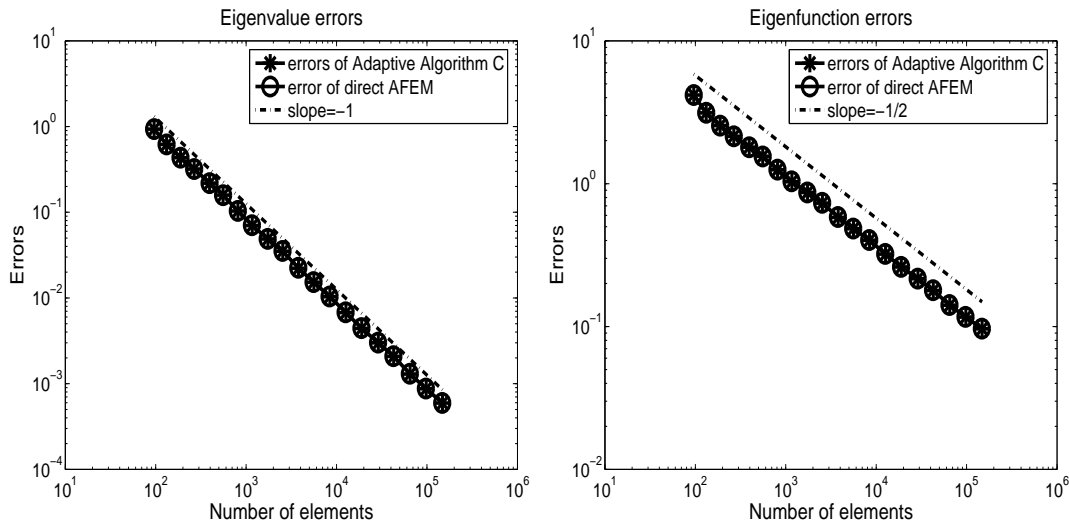 Eigenvalue errors
10^1
10^0
10^-1
10^-2
10^-3
10^-4
Errors
errors of Adaptive Algorithm C
error of direct AFEM
slope=-1
10^1
10^2
10^3
10^4
10^5
10^6
Number of elements
Eigenfunction errors
10^1
10^0
10^-1
10^-2
Errors
errors of Adaptive Algorithm C
error of direct AFEM
slope=-1/2
10^1
10^2
10^3
10^4
10^5
10^6
Number of elements